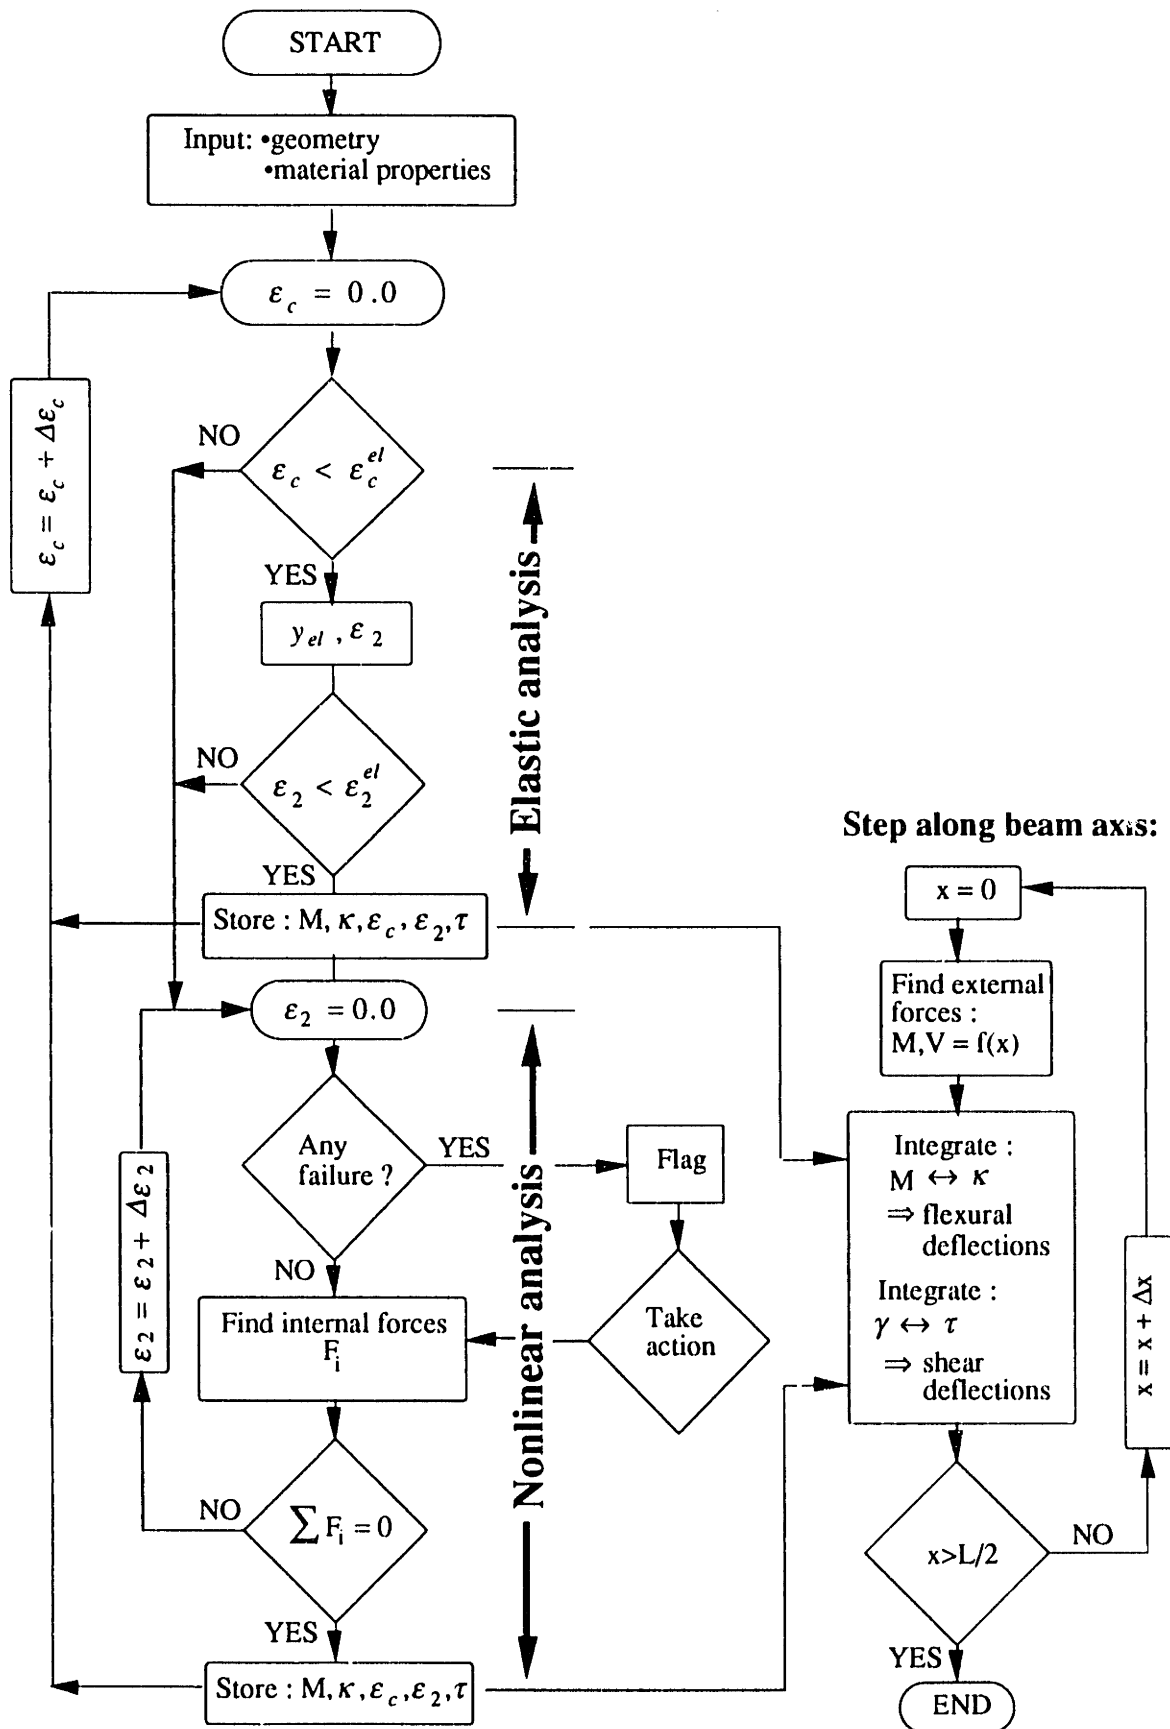 START
Input: •geometry
•material properties
ε_c = 0.0
ε_c = ε_c + Δε_c
NO
ε_c < ε_c^el
YES
y_el , ε_2
NO
ε_2 < ε_2^el
YES
Store : M, κ, ε_c, ε_2, τ
Elastic analysis
ε_2 = 0.0
Any
failure ?
YES
Flag
Take
action
NO
Find internal forces
F_i
ε_2 = ε_2 + Δε_2
NO
∑ F_i = 0
YES
Store : M, κ, ε_c, ε_2, τ
Nonlinear analysis
Step along beam axis:
x = 0
Find external
forces :
M,V = f(x)
Integrate :
M ↔ κ
⇒ flexural
deflections
Integrate :
γ ↔ τ
⇒ shear
deflections
x = x + Δx
x>L/2
NO
YES
END